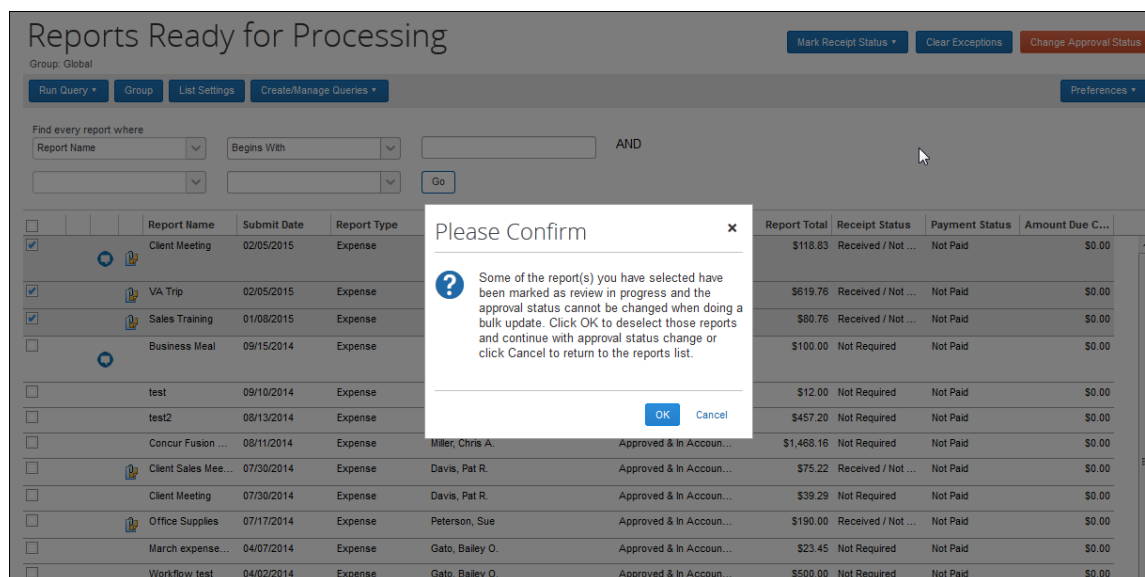 Reports Ready for Processing
Mark Receipt Status
Clear Exceptions
Change Approval Status
Group: Global
Run Query
Group
List Settings
Create/Manage Queries
Preferences
Find every report where
Report Name
Begins With
AND
Go
Report Name Submit Date Report Type Report Total Receipt Status Payment Status Amount Due C...
Client Meeting 02/05/2015 Expense $118.83 Received / Not ... Not Paid $0.00
VA Trip 02/05/2015 Expense $619.76 Received / Not ... Not Paid $0.00
Sales Training 01/08/2015 Expense $80.76 Received / Not ... Not Paid $0.00
Business Meal 09/15/2014 Expense $100.00 Not Required Not Paid $0.00
test 09/10/2014 Expense $12.00 Not Required Not Paid $0.00
test2 08/13/2014 Expense $457.20 Not Required Not Paid $0.00
Concur Fusion ... 08/11/2014 Expense Miller, Chris A. Approved & In Accoun... $1,468.16 Not Required Not Paid $0.00
Client Sales Mee... 07/30/2014 Expense Davis, Pat R. Approved & In Accoun... $75.22 Received / Not ... Not Paid $0.00
Client Meeting 07/30/2014 Expense Davis, Pat R. Approved & In Accoun... $39.29 Not Required Not Paid $0.00
Office Supplies 07/17/2014 Expense Peterson, Sue Approved & In Accoun... $190.00 Received / Not ... Not Paid $0.00
March expense... 04/07/2014 Expense Gato, Bailey O. Approved & In Accoun... $23.45 Not Required Not Paid $0.00
Workflow test 04/02/2014 Expense Gato, Bailey O. Approved & In Accoun... $500.00 Not Required Not Paid $0.00
Please Confirm
Some of the report(s) you have selected have
been marked as review in progress and the
approval status cannot be changed when doing a
bulk update. Click OK to deselect those reports
and continue with approval status change or
click Cancel to return to the reports list.
OK
Cancel